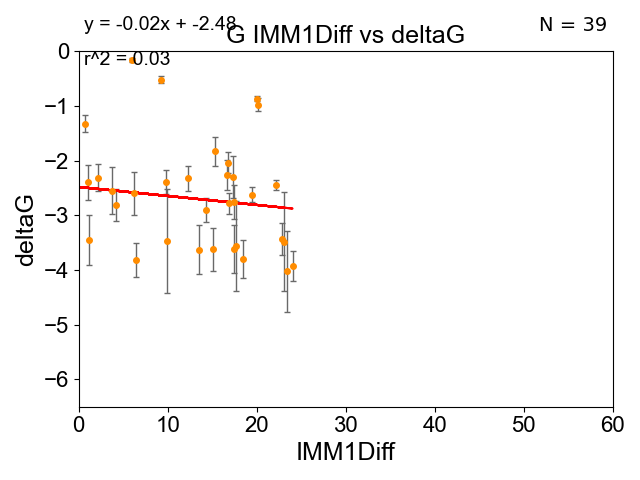 y = -0.02x + -2.48
N = 39
G IMM1Diff vs deltaG
r^2 = 0.03
0
−1
−2
−3
−4
−5
−6
deltaG
0 10 20 30 40 50 60
IMM1Diff